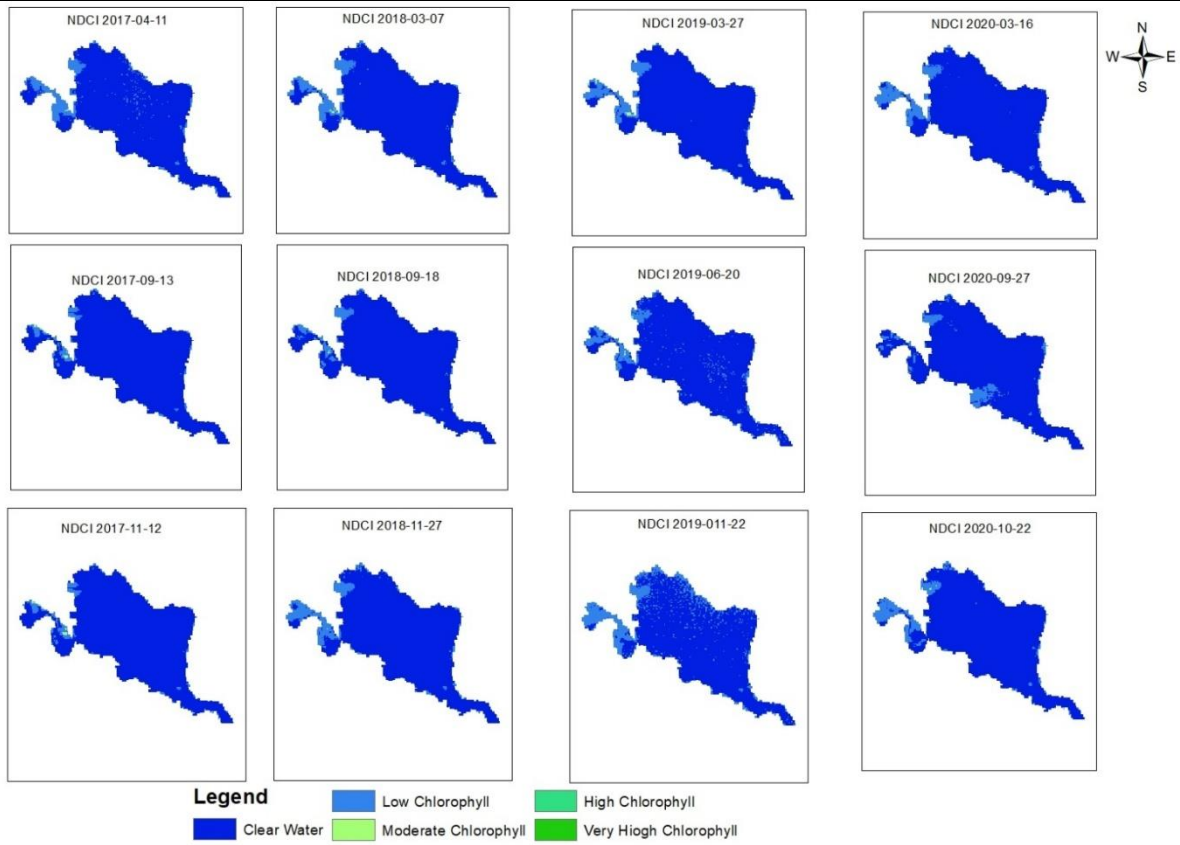 NDCI 2017-04-11
NDCI 2018-03-07
NDCI 2019-03-27
NDCI 2020-03-16
N
W
E
S
NDCI 2017-09-13
NDCI 2018-09-18
NDCI 2019-06-20
NDCI 2020-09-27
NDCI 2017-11-12
NDCI 2018-11-27
NDCI 2019-011-22
NDCI 2020-10-22
Legend
Low Chlorophyll
High Chlorophyll
Clear Water
Moderate Chlorophyll
Very Hiogh Chlorophyll